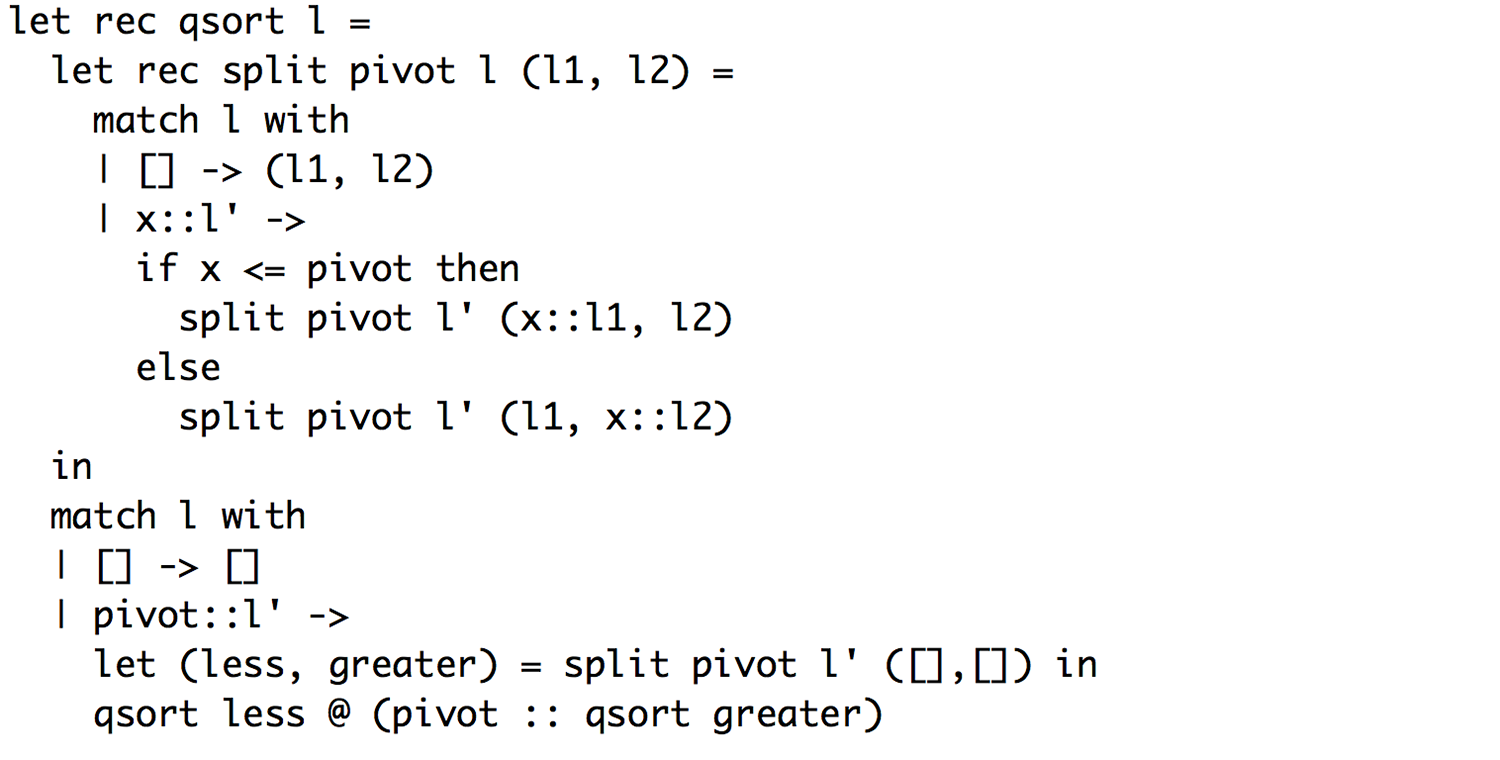 let rec qsort l =
  let rec split pivot l (l1, l2) =
    match l with
    | [] -> (l1, l2)
    | x::l' ->
      if x <= pivot then
        split pivot l' (x::l1, l2)
      else
        split pivot l' (l1, x::l2)
  in
  match l with
  | [] -> []
  | pivot::l' ->
    let (less, greater) = split pivot l' ([],[]) in
    qsort less @ (pivot :: qsort greater)